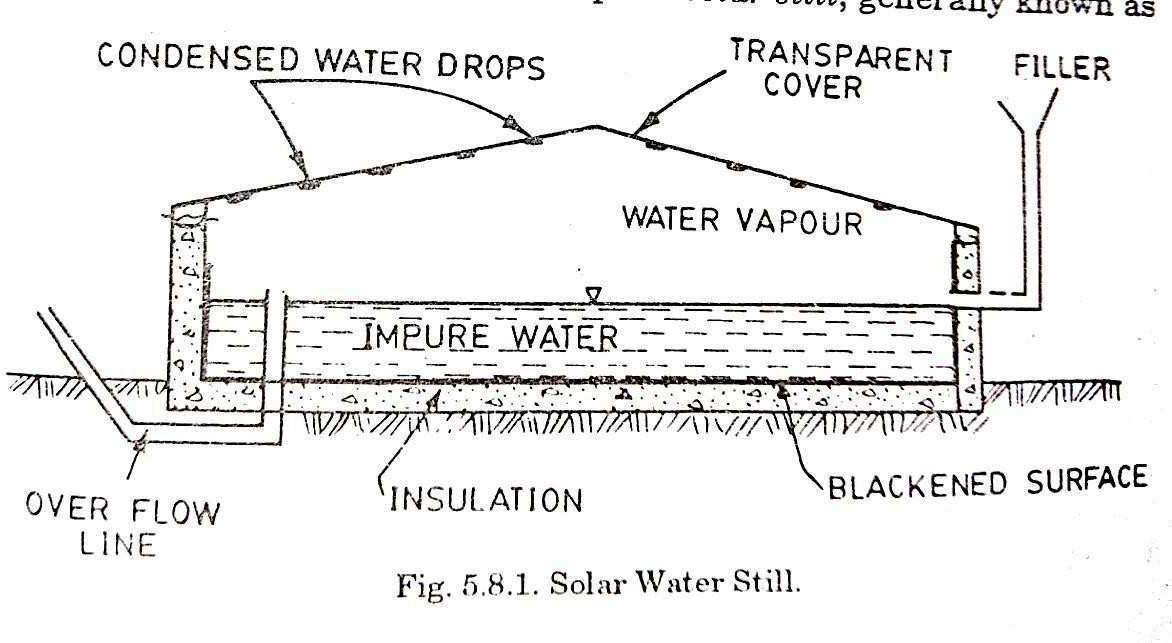 still, generally known as
CONDENSED WATER DROPS
TRANSPARENT
COVER
FILLER
WATER VAPOUR
IMPURE WATER
INSULATION
BLACKENED SURFACE
OVER FLOW
LINE
Fig. 5.8.1. Solar Water Still.